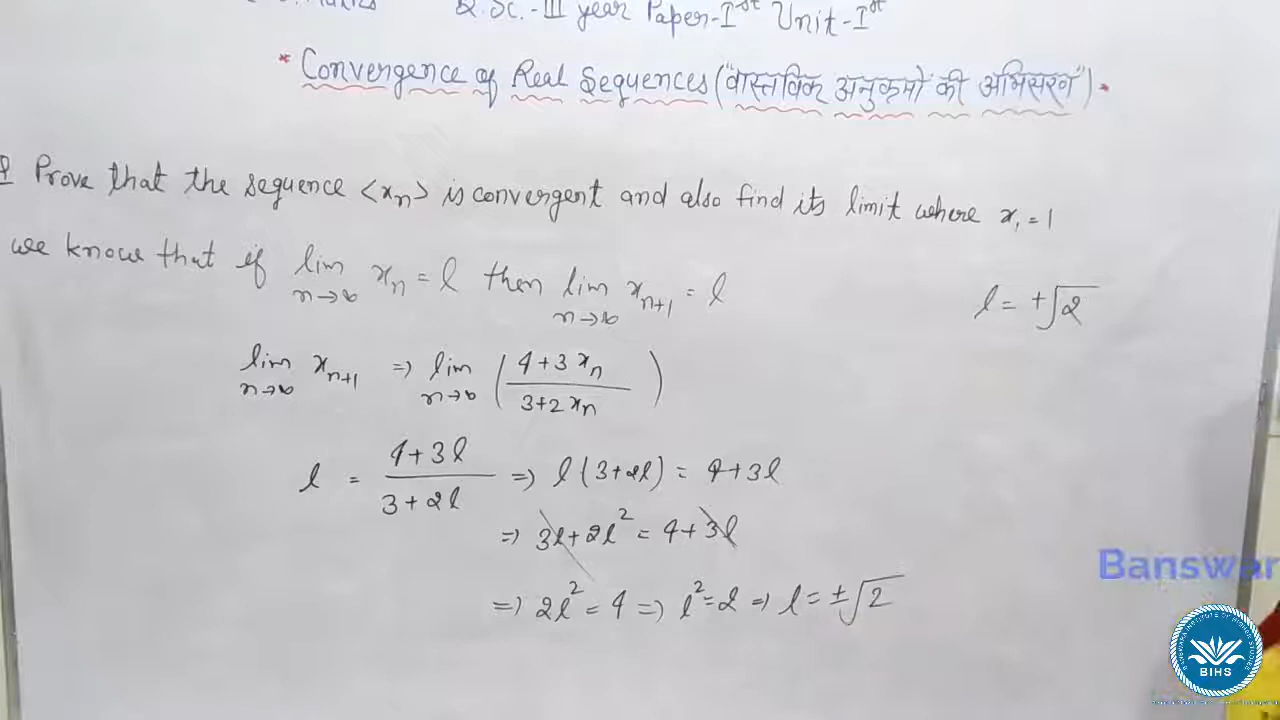 B.Sc.-III year Paper-Ist Unit-Ist
* Convergence of Real Sequences ("वास्तविक अनुक्रमों की अभिसरण") *
Prove that the sequence <xₙ> is convergent and also find its limit where x₁ = 1
we know that if lim n→∞ xₙ = l then lim n→∞ xₙ₊₁ = l
l = ±√2
lim n→∞ xₙ₊₁ ⇒ lim n→∞ ( (4+3xₙ) / (3+2xₙ) )
l = (4+3l) / (3+2l) ⇒ l(3+2l) = 4+3l
⇒ 3l+2l² = 4+3l
⇒ 2l² = 4 ⇒ l² = 2 ⇒ l = ±√2
Banswar
BIHS